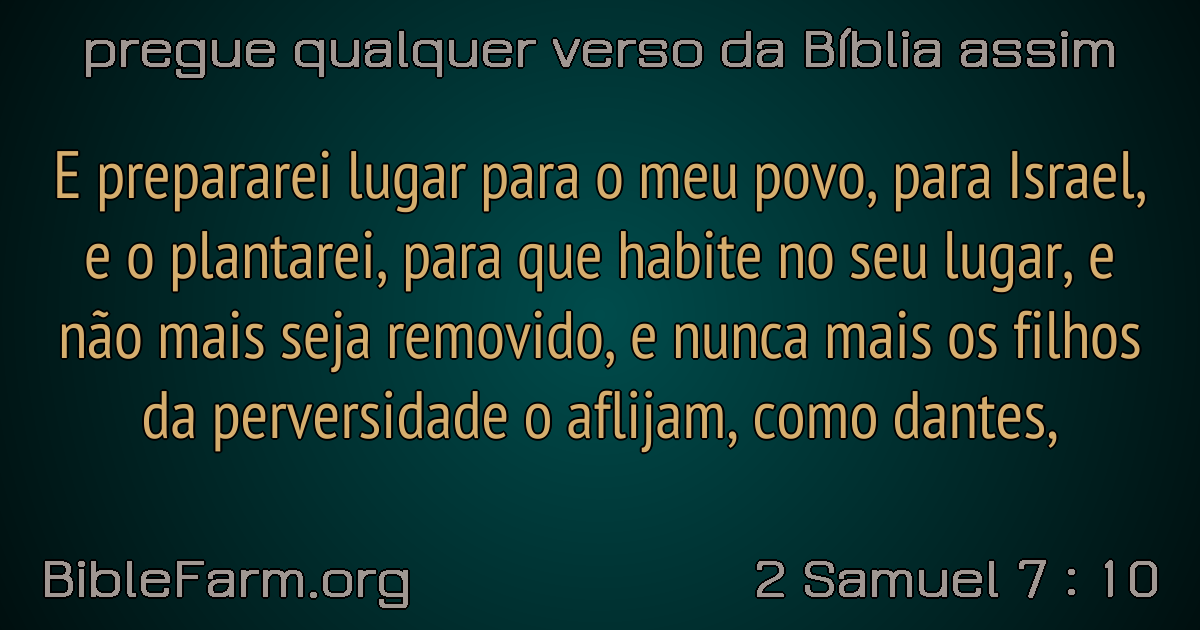 pregue qualquer verso da Bíblia assim
E prepararei lugar para o meu povo, para Israel,
e o plantarei, para que habite no seu lugar, e
não mais seja removido, e nunca mais os filhos
da perversidade o aflijam, como dantes,
BibleFarm.org
2 Samuel 7 : 10